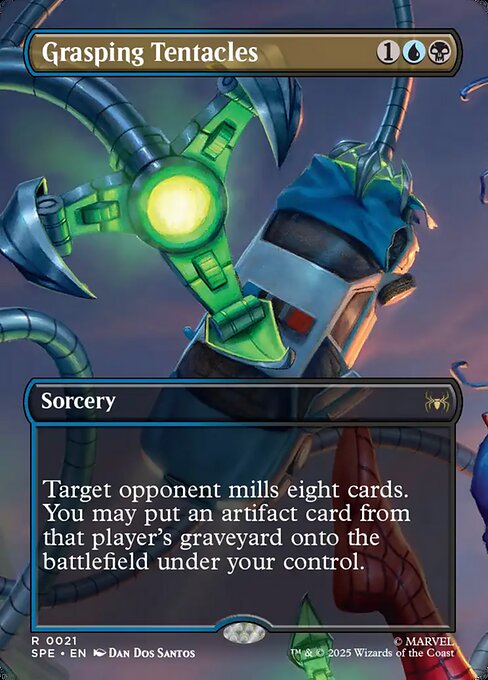 Grasping Tentacles 1
Sorcery
Target opponent mills eight cards.
You may put an artifact card from
that player's graveyard onto the
battlefield under your control.
R 0021
SPE • EN Dan Dos Santos
© MARVEL
™ & © 2025 Wizards of the Coast